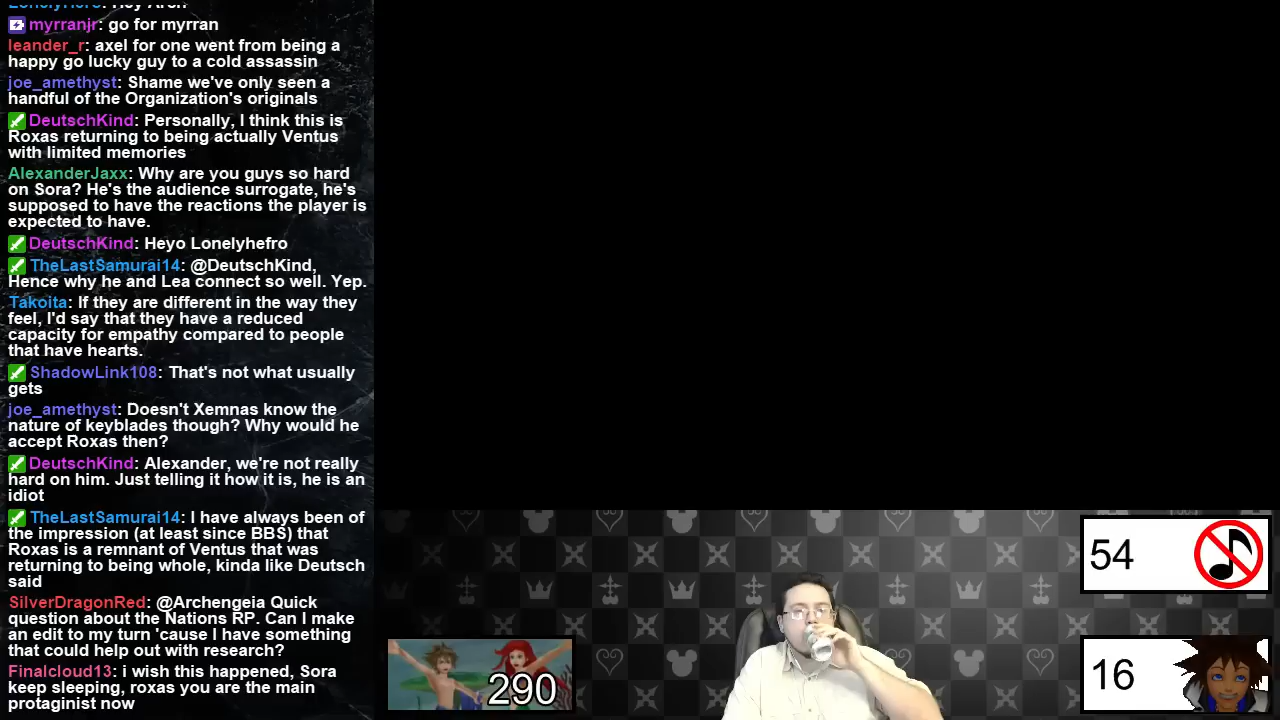 myrranjr: go for myrran
leander_r: axel for one went from being a
happy go lucky guy to a cold assassin
joe_amethyst: Shame we've only seen a
handful of the Organization's originals
DeutschKind: Personally, I think this is
Roxas returning to being actually Ventus
with limited memories
AlexanderJaxx: Why are you guys so hard
on Sora? He's the audience surrogate, he's
supposed to have the reactions the player is
expected to have.
DeutschKind: Heyo Lonelyhefro
TheLastSamurai14: @DeutschKind,
Hence why he and Lea connect so well. Yep.
Takoita: If they are different in the way they
feel, I'd say that they have a reduced
capacity for empathy compared to people
that have hearts.
ShadowLink108: That's not what usually
gets
joe_amethyst: Doesn't Xemnas know the
nature of keyblades though? Why would he
accept Roxas then?
DeutschKind: Alexander, we're not really
hard on him. Just telling it how it is, he is an
idiot
TheLastSamurai14: I have always been of
the impression (at least since BBS) that
Roxas is a remnant of Ventus that was
returning to being whole, kinda like Deutsch
said
SilverDragonRed: @Archengeia Quick
question about the Nations RP. Can I make
an edit to my turn 'cause I have something
that could help out with research?
Finalcloud13: i wish this happened, Sora
keep sleeping, roxas you are the main
protaginist now
290
54
16